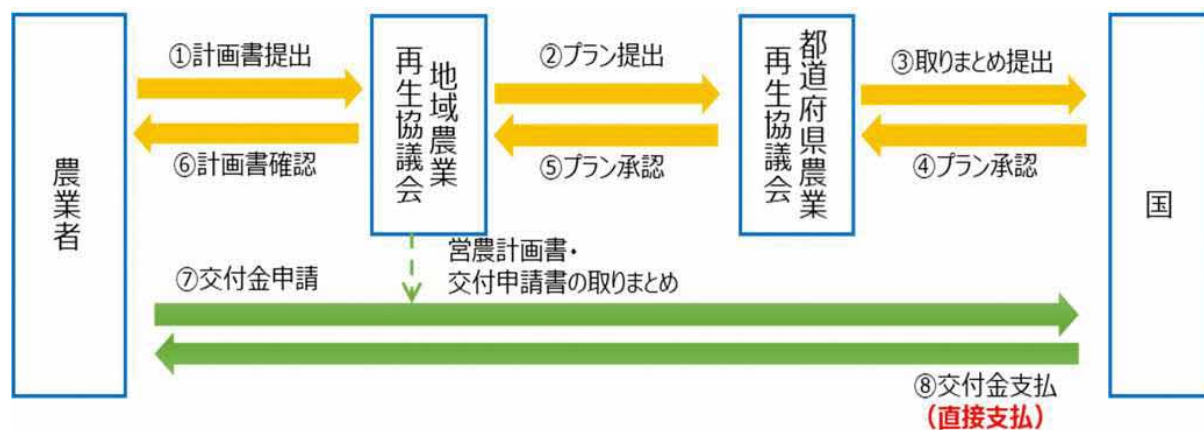 農業者
①計画書提出
⑥計画書確認
地域農業
再生協議会
②プラン提出
⑤プラン承認
都道府県農業
再生協議会
③取りまとめ提出
④プラン承認
国
営農計画書・
交付申請書の取りまとめ
⑦交付金申請
⑧交付金支払
（直接支払）